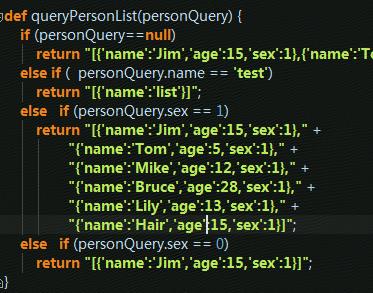 def queryPersonList(personQuery) {
if (personQuery==null)
return "[{'name':'Jim','age':15,'sex':1},{'name':'T
else if ( personQuery.name == 'test')
return "[{'name':'list'}]";
else if (personQuery.sex == 1)
return "[{'name':'Jim','age':15,'sex':1}," +
"{'name':'Tom','age':5,'sex':1}," +
"{'name':'Mike','age':12,'sex':1}," +
"{'name':'Bruce','age':28,'sex':1}," +
"{'name':'Lily','age':13,'sex':1}," +
"{'name':'Hair','age':15,'sex':1}]";
else if (personQuery.sex == 0)
return "[{'name':'Jim','age':15,'sex':1}]";
}